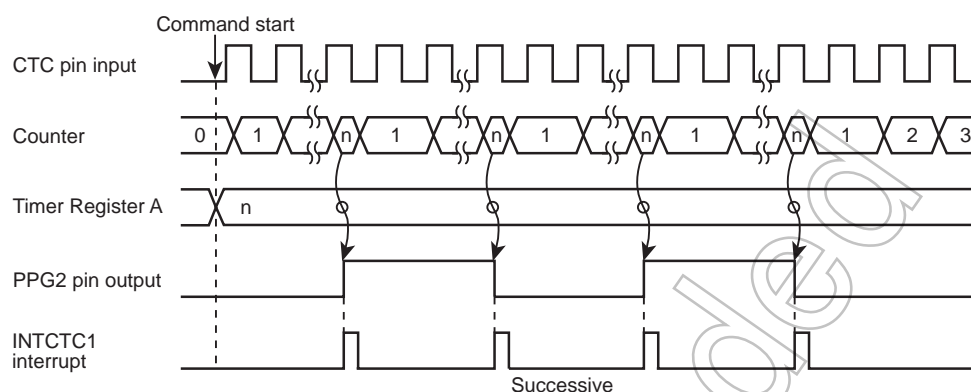 Command start
CTC pin input
Counter 0 1 n 1 n 1 n 1 n 1 2 3
Timer Register A n
PPG2 pin output
INTCTC1
interrupt
Successive
ded